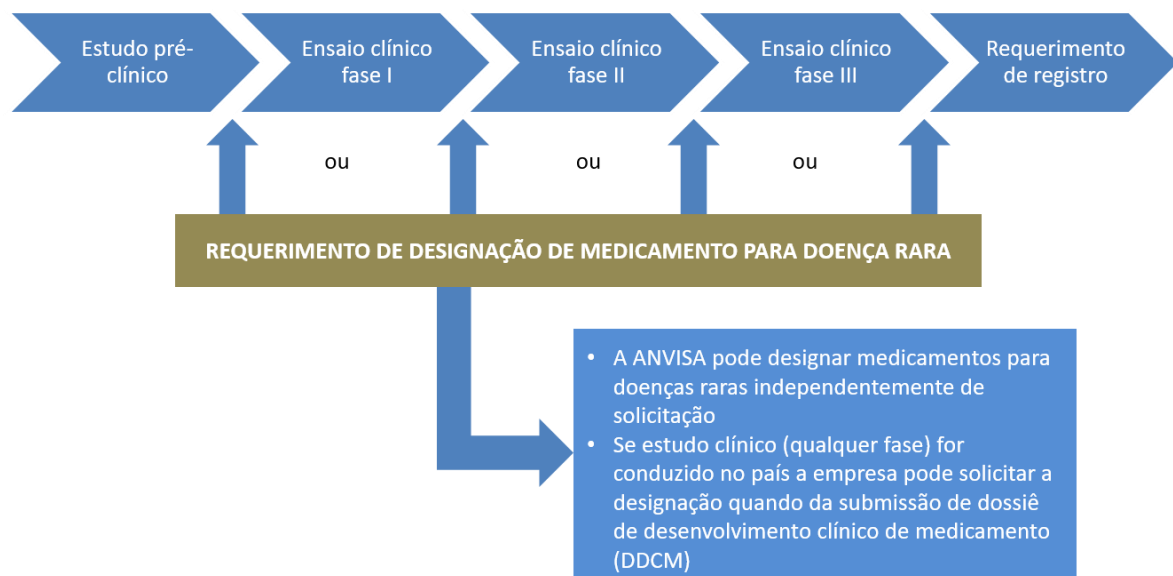 Estudo pré-
clínico
Ensaio clínico
fase I
Ensaio clínico
fase II
Ensaio clínico
fase III
Requerimento
de registro
ou
ou
ou
REQUERIMENTO DE DESIGNAÇÃO DE MEDICAMENTO PARA DOENÇA RARA
• A ANVISA pode designar medicamentos para
doenças raras independentemente de
solicitação
• Se estudo clínico (qualquer fase) for
conduzido no país a empresa pode solicitar a
designação quando da submissão de dossiê
de desenvolvimento clínico de medicamento
(DDCM)